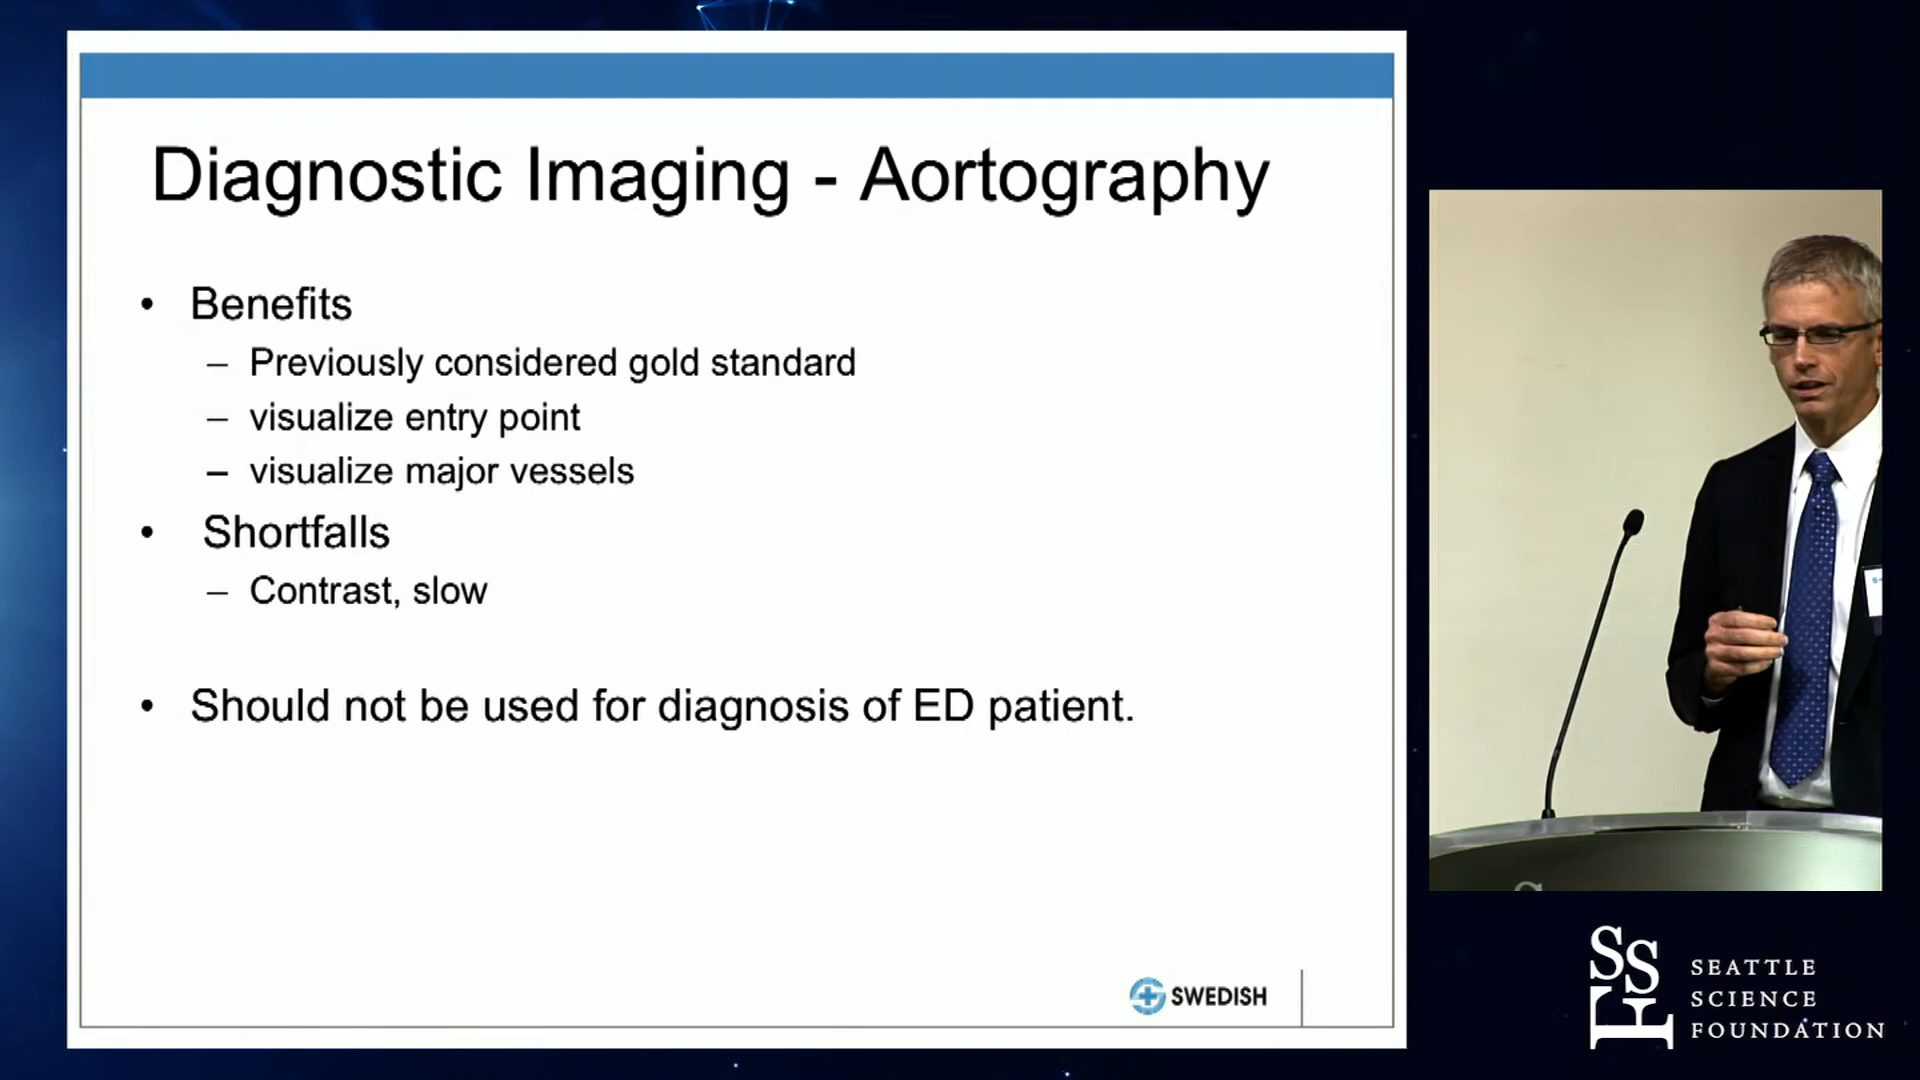 Diagnostic Imaging - Aortography
• Benefits
– Previously considered gold standard
– visualize entry point
– visualize major vessels
• Shortfalls
– Contrast, slow
• Should not be used for diagnosis of ED patient.
SWEDISH
SSF
SEATTLE
SCIENCE
FOUNDATION